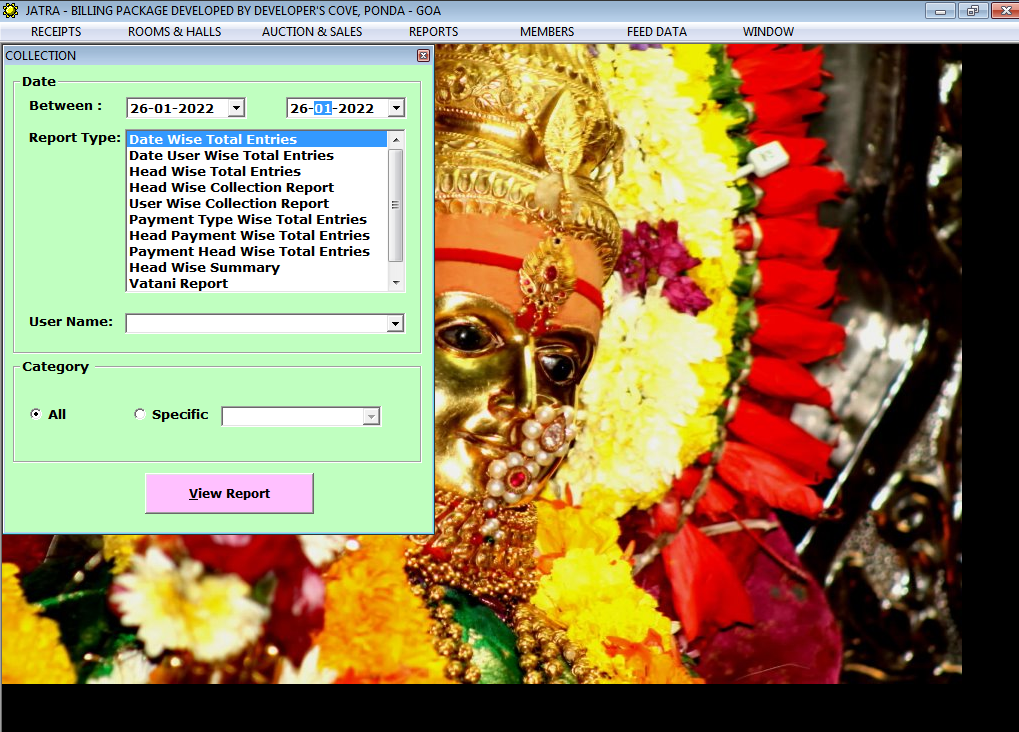 JATRA - BILLING PACKAGE DEVELOPED BY DEVELOPER'S COVE, PONDA - GOA
RECEIPTS ROOMS & HALLS AUCTION & SALES REPORTS MEMBERS FEED DATA WINDOW
COLLECTION
Date
Between : 26-01-2022 26-01-2022
Report Type: Date Wise Total Entries
Date User Wise Total Entries
Head Wise Total Entries
Head Wise Collection Report
User Wise Collection Report
Payment Type Wise Total Entries
Head Payment Wise Total Entries
Payment Head Wise Total Entries
Head Wise Summary
Vatani Report
User Name:
Category
All Specific
View Report